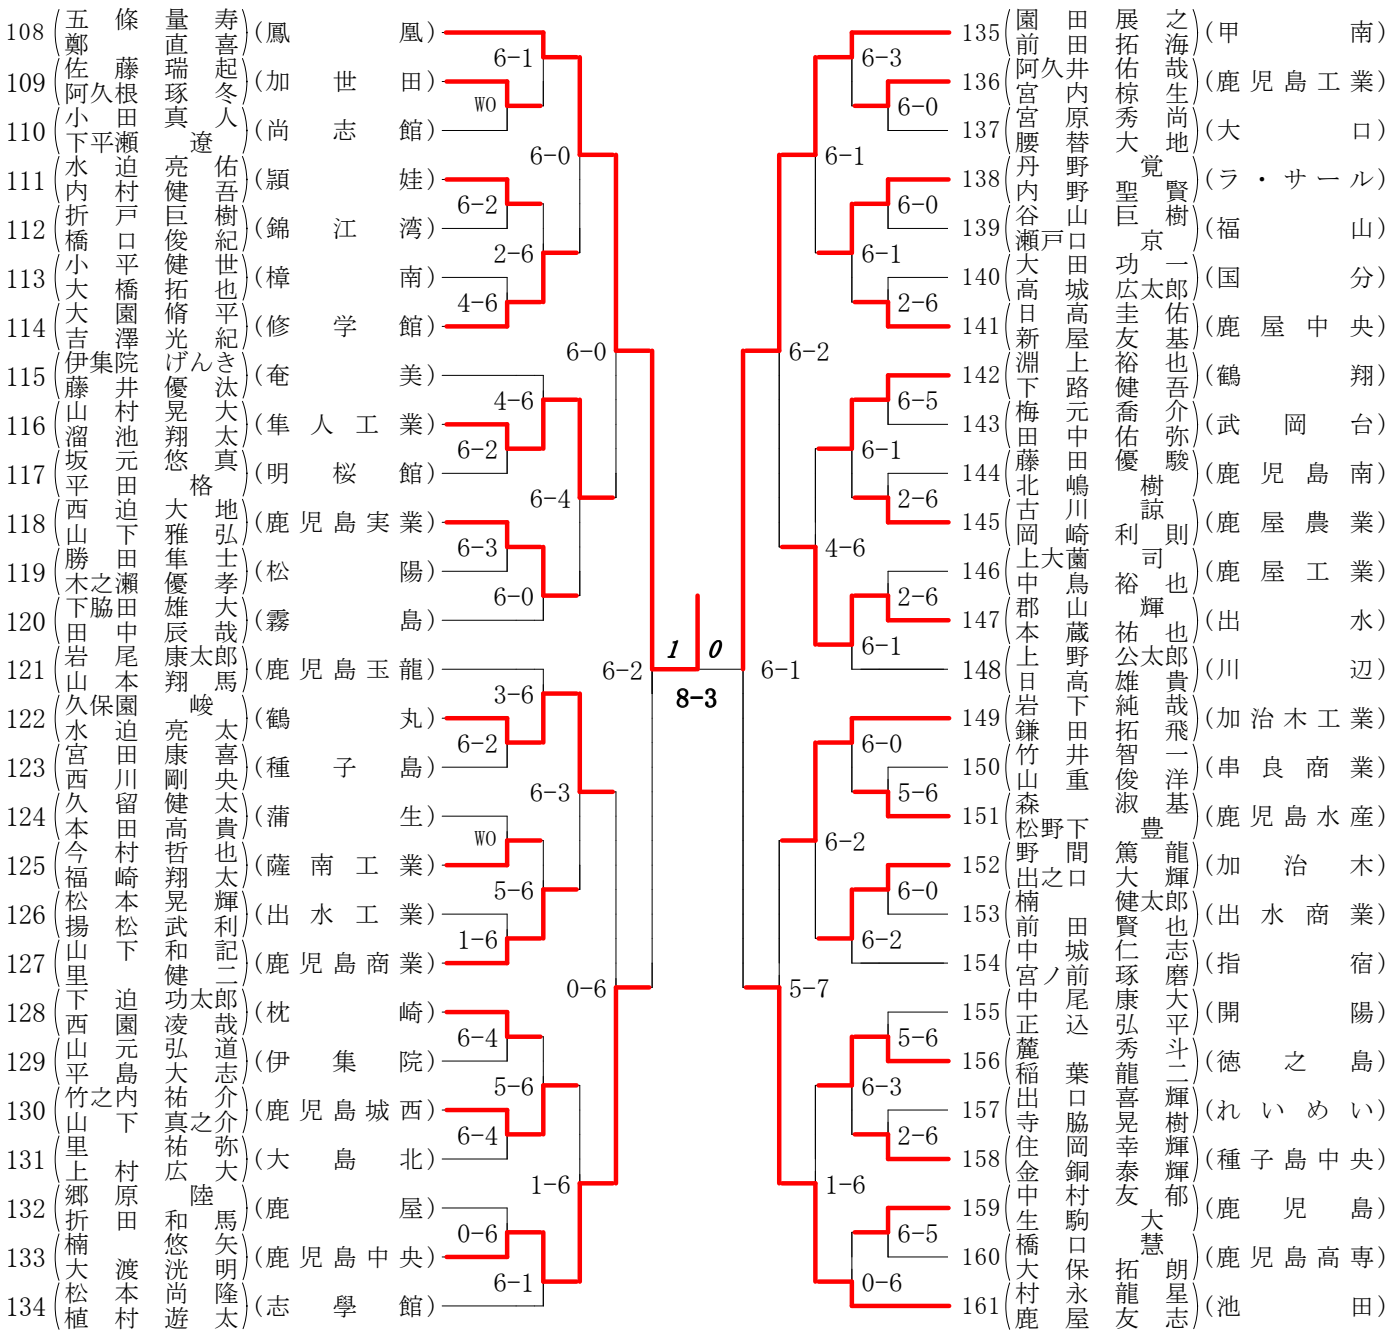 108 五條量寿 鄭直喜 (鳳凰)
109 佐藤瑞起 阿久根琢冬 (加世田)
110 小田真人 下平瀬遼 (尚志館)
111 水迫亮佑 内村健吾 (頴娃)
112 折戸巨樹 橋口俊紀 (錦江湾)
113 小平健世 大橋拓也 (樟南)
114 大園脩平 吉澤光紀 (修学館)
115 伊集院げんき 藤井優汰 (奄美)
116 山村晃大 溜池翔太 (隼人工業)
117 坂元悠真 平田格 (明桜館)
118 西迫大地 山下雅弘 (鹿児島実業)
119 勝田隼士 木之瀬優孝 (松陽)
120 下脇田雄大 田中辰哉 (霧島)
121 岩尾康太郎 山本翔馬 (鹿児島玉龍)
122 久保園峻 水迫亮太 (鶴丸)
123 宮田康喜 西川剛央 (種子島)
124 久留健太 本田高貴 (蒲生)
125 今村哲也 福崎翔太 (薩南工業)
126 松本晃輝 揚松武利 (出水工業)
127 山下和記 里健二 (鹿児島商業)
128 下迫功太郎 西園凌哉 (枕崎)
129 山元弘道 平島大志 (伊集院)
130 竹之内祐介 山下真之介 (鹿児島城西)
131 里祐弥 上村広大 (大島北)
132 郷原陸 折田和馬 (鹿屋)
133 楠悠矢 大渡洸明 (鹿児島中央)
134 松本尚隆 植村遊太 (志學館)
6-1
WO
6-0
6-2
2-6
4-6
6-0
4-6
6-2
6-4
6-3
6-0
6-2
3-6
6-2
6-3
WO
5-6
1-6
0-6
6-4
5-6
6-4
1-6
0-6
6-1
1 0
8-3
6-3
6-0
6-1
6-0
6-1
2-6
6-2
6-5
6-1
2-6
4-6
2-6
6-1
6-1
6-0
5-6
6-2
6-0
6-2
5-7
5-6
6-3
2-6
1-6
6-5
0-6
135 園田展之 前田拓海 (甲南)
136 阿久井佑哉 宮内椋生 (鹿児島工業)
137 宮原秀尚 腰替大地 (大口)
138 丹野覚 内野聖賢 (ラ・サール)
139 谷山巨樹 瀬戸口京 (福山)
140 大田功一 高城広太郎 (国分)
141 日高圭佑 新屋友基 (鹿屋中央)
142 淵上裕也 下路健吾 (鶴翔)
143 梅元喬介 田中佑弥 (武岡台)
144 藤田優駿 北嶋樹 (鹿児島南)
145 古川諒 岡崎利則 (鹿屋農業)
146 上大薗司 中鳥裕也 (鹿屋工業)
147 郡山輝 本蔵祐也 (出水)
148 上野公太郎 日高雄貴 (川辺)
149 岩下純哉 鎌田拓飛 (加治木工業)
150 竹井智一 山重俊洋 (串良商業)
151 森淑基 松野下豊 (鹿児島水産)
152 野間篤龍 出之口大輝 (加治木)
153 楠健太郎 前田賢也 (出水商業)
154 中城仁志 宮ノ前琢磨 (指宿)
155 中尾康大 正込弘平 (開陽)
156 麓秀斗 稲葉龍二 (徳之島)
157 出口喜輝 寺脇晃樹 (れいめい)
158 住岡幸輝 金銅泰輝 (種子島中央)
159 中村友郁 生駒大 (鹿児島)
160 橋口慧 大保拓朗 (鹿児島高専)
161 村永龍星 鹿屋友志 (池田)